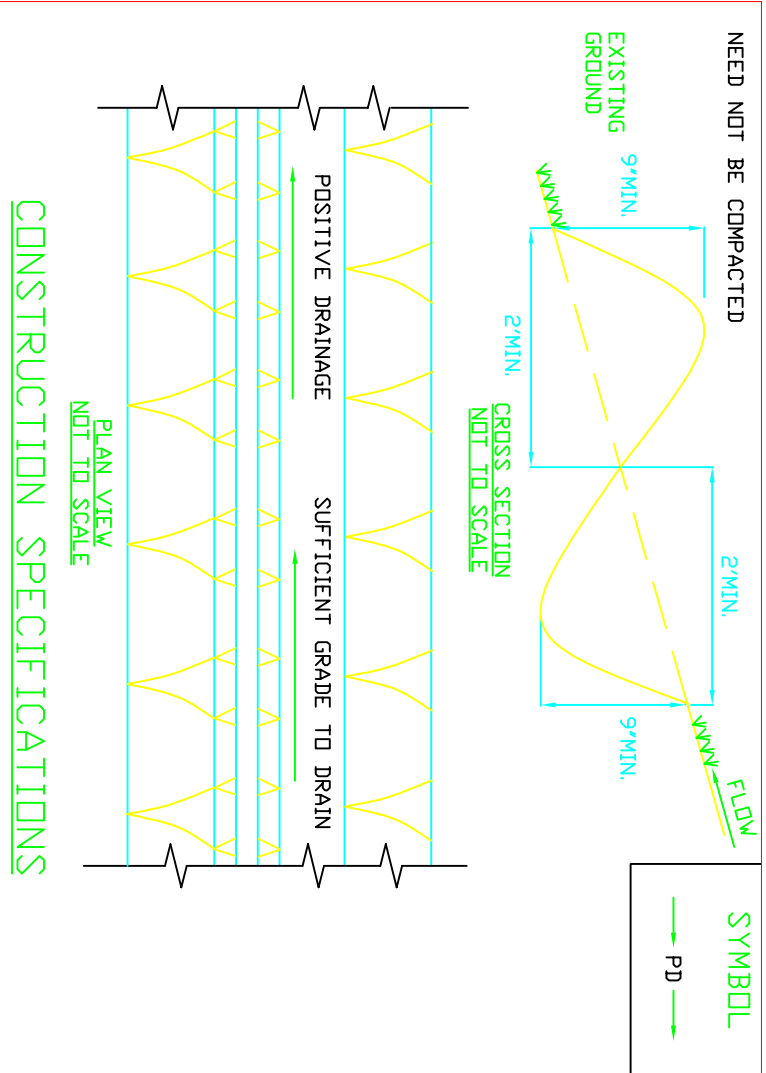 NEED NOT BE COMPACTED
SYMBOL
PD
FLOW
2'MIN.
9"MIN.
EXISTING
GROUND
2'MIN.
9"MIN.
CROSS SECTION
NOT TO SCALE
POSITIVE DRAINAGE
SUFFICIENT GRADE TO DRAIN
PLAN VIEW
NOT TO SCALE
CONSTRUCTION SPECIFICATIONS